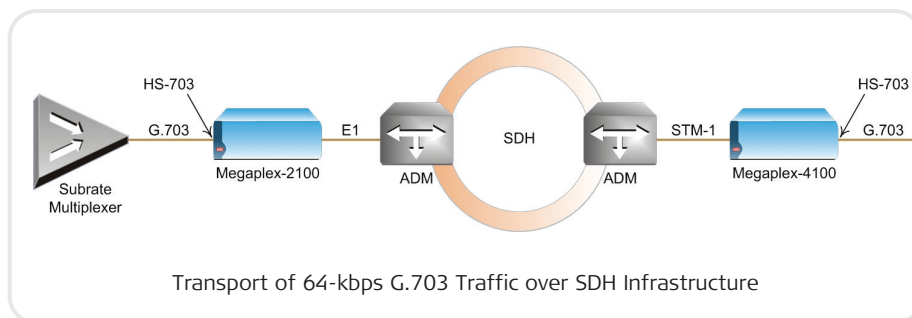 HS-703
G.703
Megaplex-2100
E1
Subrate
Multiplexer
ADM
SDH
ADM
STM-1
HS-703
G.703
Megaplex-4100
Transport of 64-kbps G.703 Traffic over SDH Infrastructure